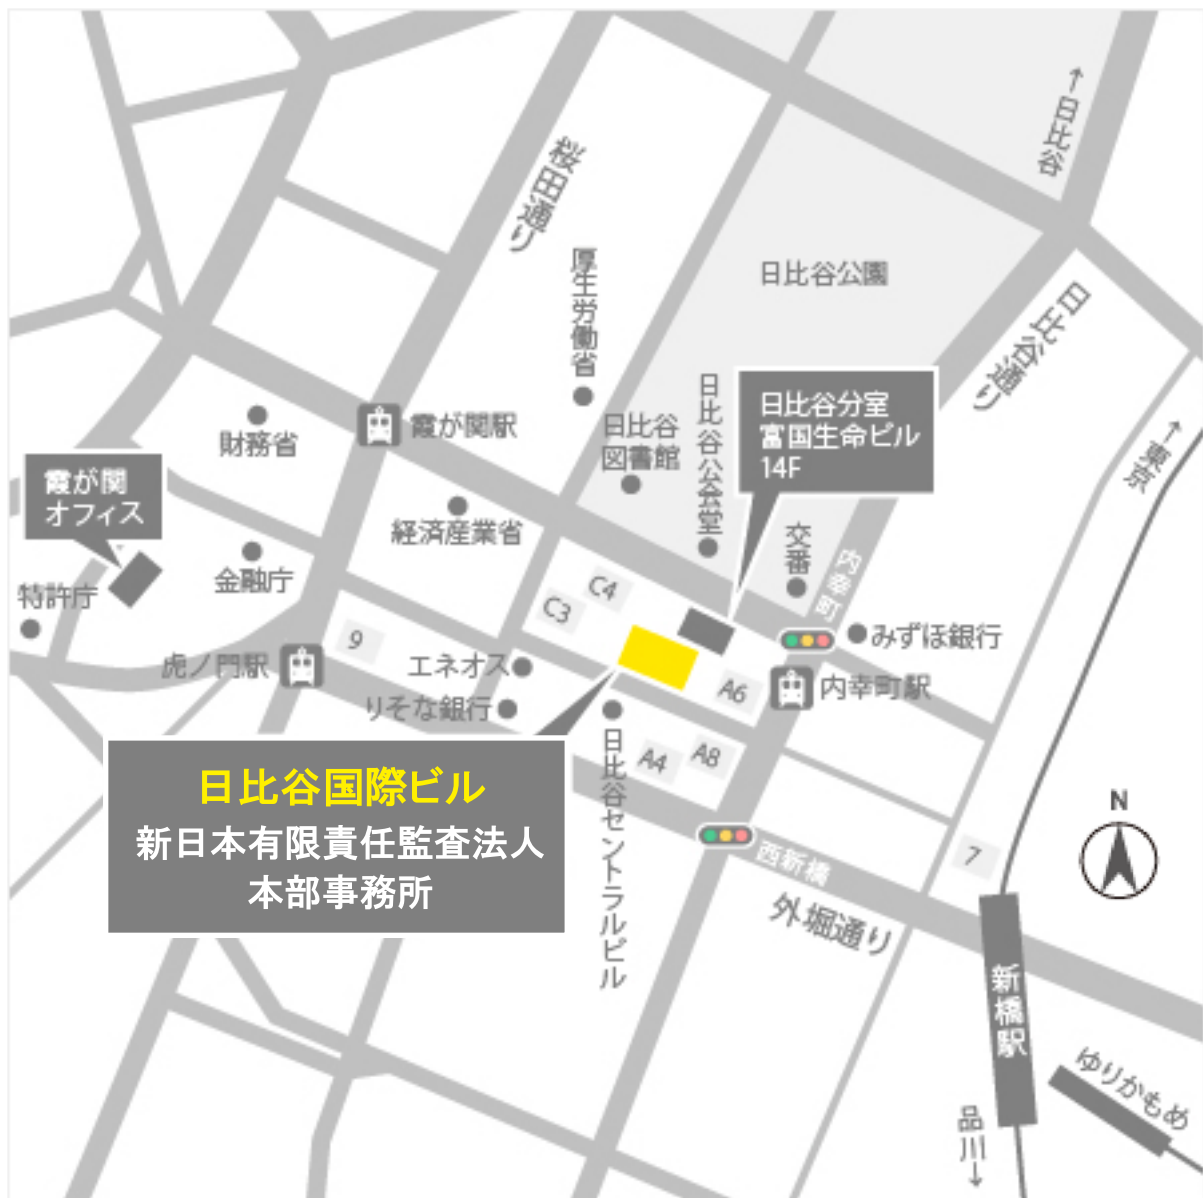 ↑日比谷
桜田通り
厚生労働省
日比谷公園
日比谷通り
日比谷分室
富国生命ビル
14F
霞が関駅
財務省
日比谷
図書館
日比谷公会堂
↑東京
霞が関
オフィス
経済産業省
交番
内幸町
金融庁
特許庁
C4
C3
みずほ銀行
9
虎ノ門駅
エネオス
A6
内幸町駅
りそな銀行
日比谷セントラルビル
A4
A8
日比谷国際ビル
新日本有限責任監査法人
本部事務所
N
西新橋
7
外堀通り
新橋駅
ゆりかもめ
品川↓